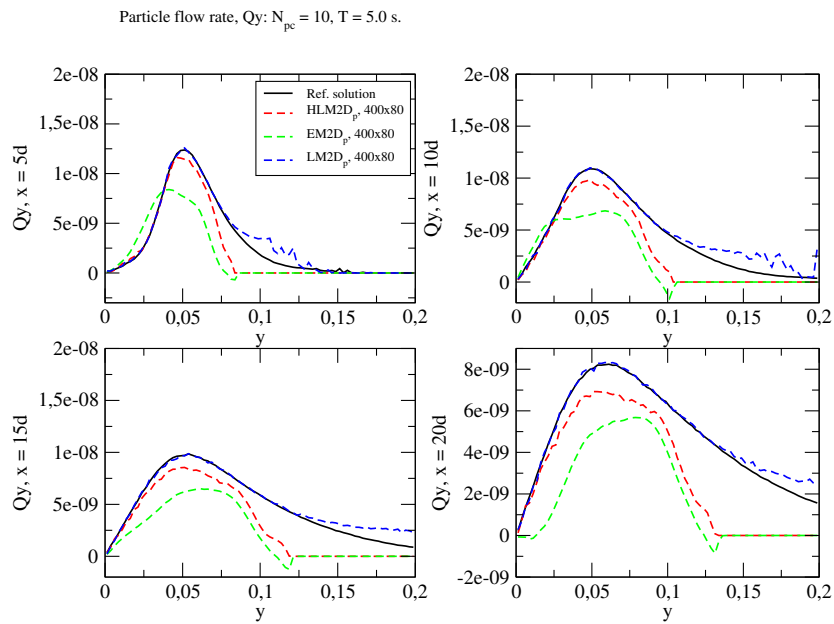 Particle flow rate, Qy: N_pc = 10, T = 5.0 s.
2e-08
1,5e-08
1e-08
5e-09
0
Qy, x = 5d
0
0,05
0,1
0,15
0,2
y
Ref. solution
HLM2D_p, 400x80
EM2D_p, 400x80
LM2D_p, 400x80
2e-08
1,5e-08
1e-08
5e-09
0
Qy, x = 10d
0
0,05
0,1
0,15
0,2
y
2e-08
1,5e-08
1e-08
5e-09
0
Qy, x = 15d
0
0,05
0,1
0,15
0,2
y
8e-09
6e-09
4e-09
2e-09
0
-2e-09
Qy, x = 20d
0
0,05
0,1
0,15
0,2
y